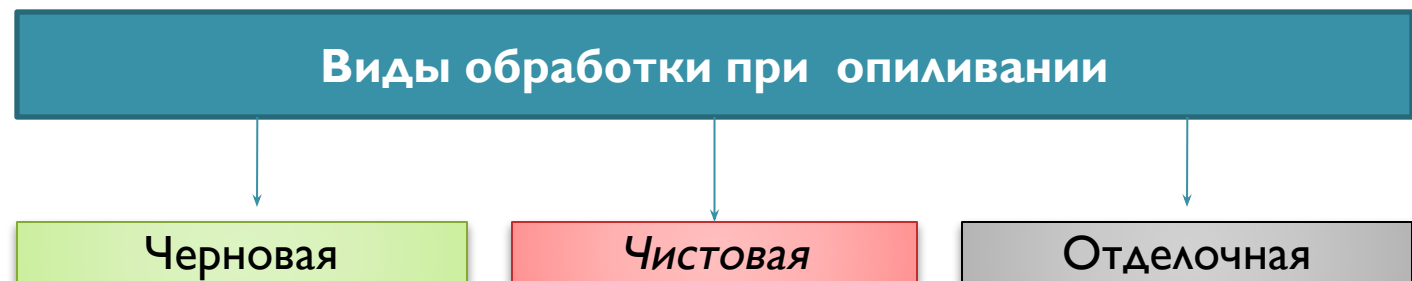 Виды обработки при опиливании
Черновая
Чистовая
Отделочная